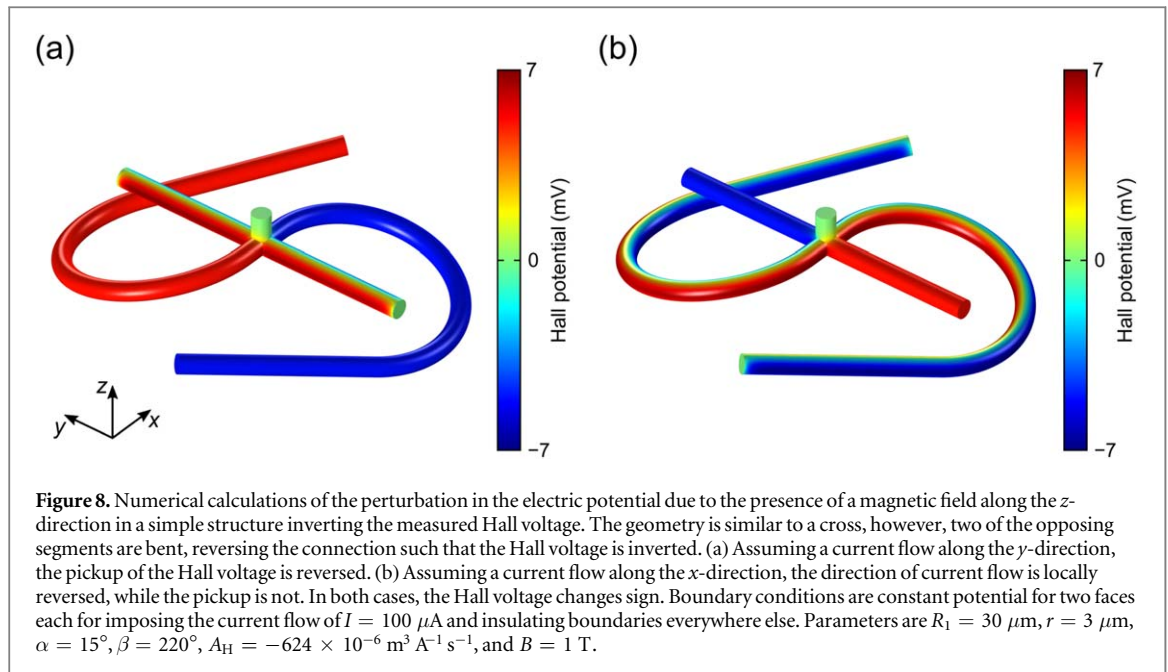 (a)
7
Hall potential (mV)
0
−7
z
y
x
(b)
7
Hall potential (mV)
0
−7
Figure 8. Numerical calculations of the perturbation in the electric potential due to the presence of a magnetic field along the z-
direction in a simple structure inverting the measured Hall voltage. The geometry is similar to a cross, however, two of the opposing
segments are bent, reversing the connection such that the Hall voltage is inverted. (a) Assuming a current flow along the y-direction,
the pickup of the Hall voltage is reversed. (b) Assuming a current flow along the x-direction, the direction of current flow is locally
reversed, while the pickup is not. In both cases, the Hall voltage changes sign. Boundary conditions are constant potential for two faces
each for imposing the current flow of I = 100 μA and insulating boundaries everywhere else. Parameters are R₁ = 30 μm, r = 3 μm,
α = 15°, β = 220°, A_H = −624 × 10⁻⁶ m³ A⁻¹ s⁻¹, and B = 1 T.